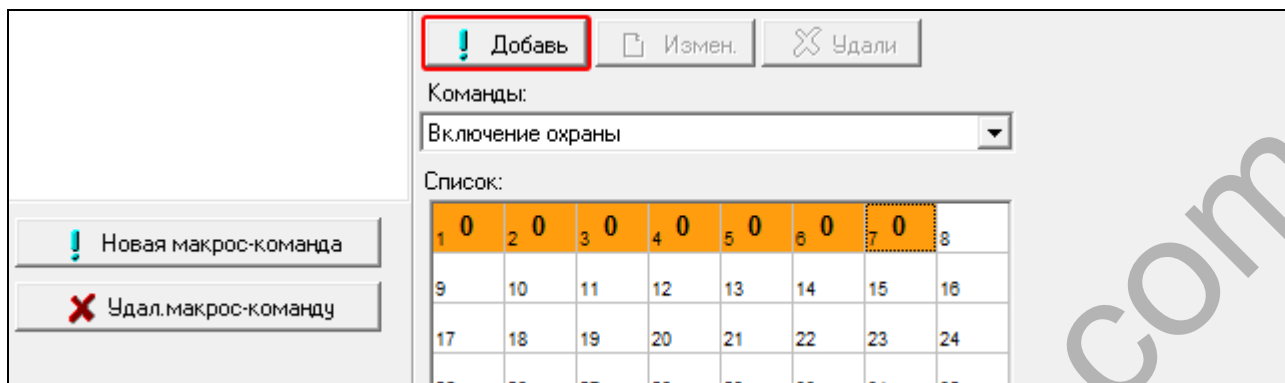 Добавь Измен. Удали
Команды:
Включение охраны
Список:
1 0 2 0 3 0 4 0 5 0 6 0 7 0 8
Новая макрос-команда
9 10 11 12 13 14 15 16
Удал.макрос-команду
17 18 19 20 21 22 23 24
com